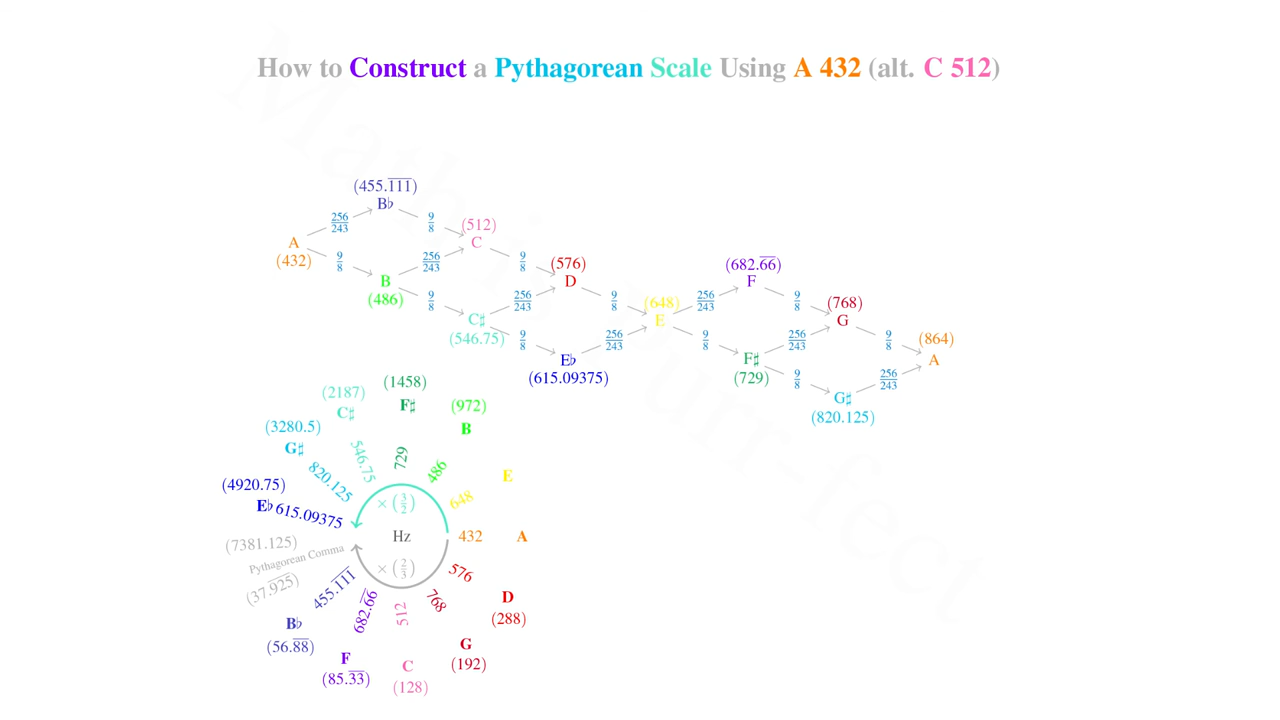 How to Construct a Pythagorean Scale Using A 432 (alt. C 512)
(455.111)
B♭
256/243
9/8
(512)
C
A
(432)
9/8
256/243
9/8
(576)
D
(682.66)
F
B
(486)
9/8
256/243
9/8
(648)
E
256/243
9/8
(768)
G
C♯
(546.75)
9/8
256/243
9/8
256/243
9/8
(864)
A
E♭
(615.09375)
F♯
(729)
9/8
256/243
G♯
(820.125)
(1458)
F♯
(2187)
C♯
(972)
B
(3280.5)
G♯
546.75
729
486
E
(4920.75)
820.125
648
E♭ 615.09375
× (3/2)
Hz
432
A
(7381.125)
Pythagorean Comma
(37.925)
× (2/3)
576
455.111
682.66
512
768
D
(288)
B♭
(56.88)
G
(192)
F
(85.33)
C
(128)